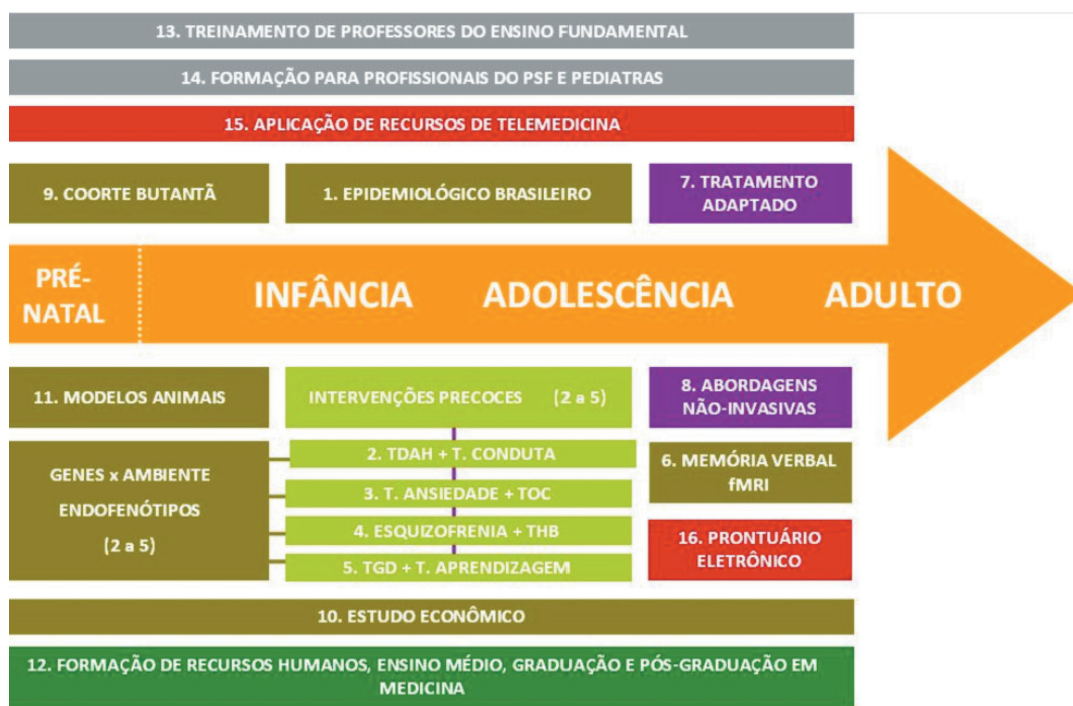 13. TREINAMENTO DE PROFESSORES DO ENSINO FUNDAMENTAL
14. FORMAÇÃO PARA PROFISSIONAIS DO PSF E PEDIATRAS
15. APLICAÇÃO DE RECURSOS DE TELEMEDICINA
9. COORTE BUTANTÃ
1. EPIDEMIOLÓGICO BRASILEIRO
7. TRATAMENTO
ADAPTADO
PRÉ-
NATAL
INFÂNCIA
ADOLESCÊNCIA
ADULTO
11. MODELOS ANIMAIS
INTERVENÇÕES PRECOCES (2 a 5)
8. ABORDAGENS
NÃO-INVASIVAS
GENES x AMBIENTE
ENDOFENÓTIPOS
(2 a 5)
2. TDAH + T. CONDUTA
3. T. ANSIEDADE + TOC
4. ESQUIZOFRENIA + THB
5. TGD + T. APRENDIZAGEM
6. MEMÓRIA VERBAL
fMRI
16. PRONTUÁRIO
ELETRÔNICO
10. ESTUDO ECONÔMICO
12. FORMAÇÃO DE RECURSOS HUMANOS, ENSINO MÉDIO, GRADUAÇÃO E PÓS-GRADUAÇÃO EM
MEDICINA